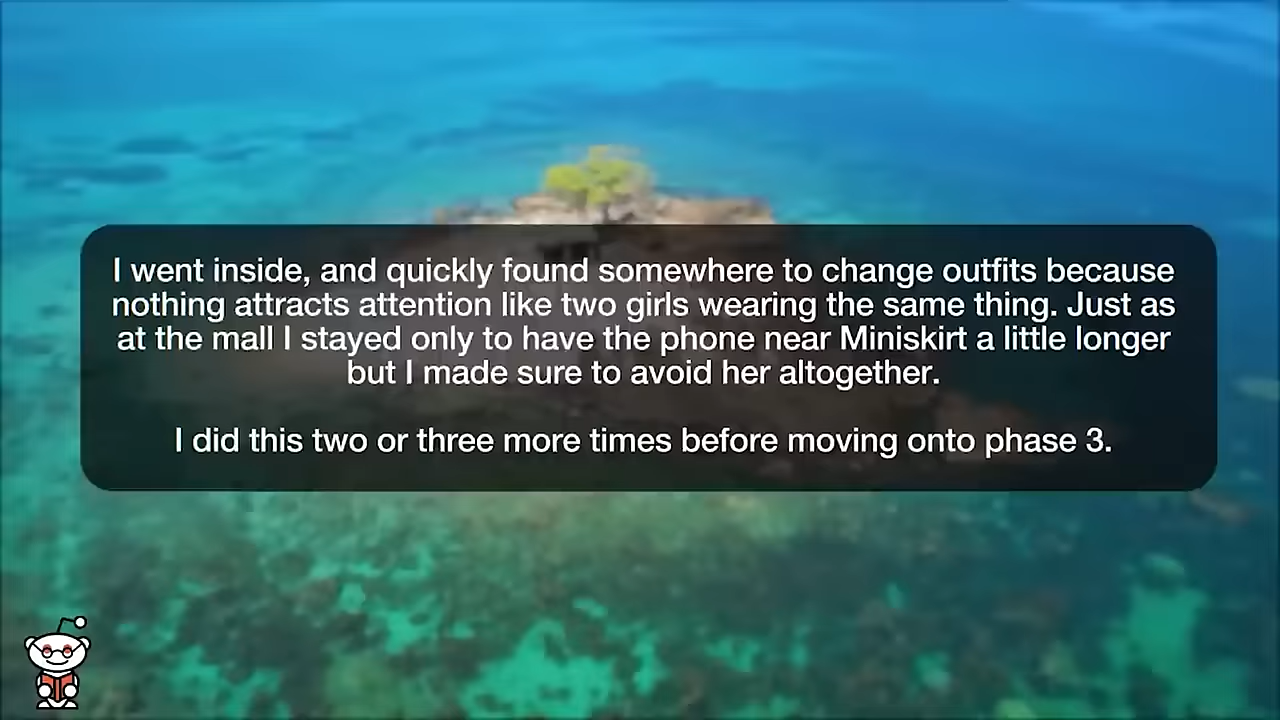 I went inside, and quickly found somewhere to change outfits because
nothing attracts attention like two girls wearing the same thing. Just as
at the mall I stayed only to have the phone near Miniskirt a little longer
but I made sure to avoid her altogether.
I did this two or three more times before moving onto phase 3.